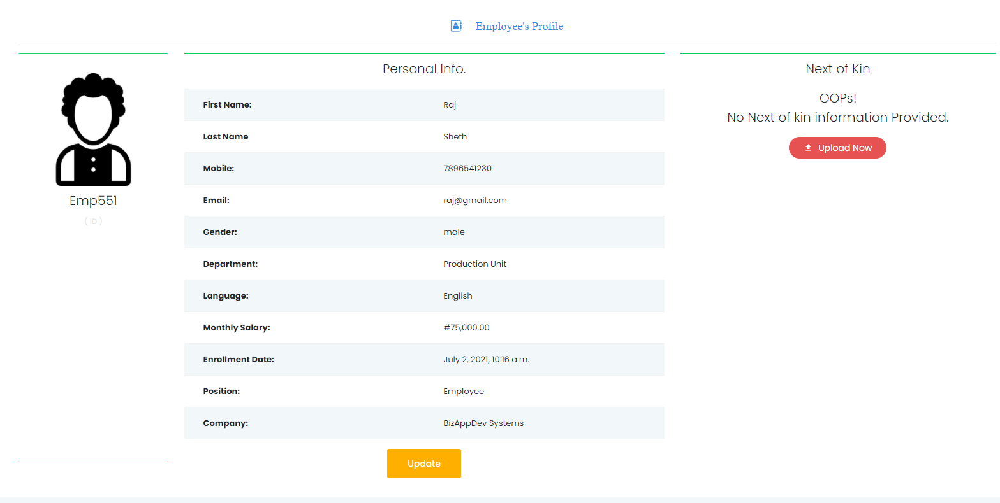 Employee's Profile
Emp551
( ID )
Personal Info.
First Name: Raj
Last Name Sheth
Mobile: 7896541230
Email: raj@gmail.com
Gender: male
Department: Production Unit
Language: English
Monthly Salary: #75,000.00
Enrollment Date: July 2, 2021, 10:16 a.m.
Position: Employee
Company: BizAppDev Systems
Update
Next of Kin
OOPs!
No Next of kin information Provided.
Upload Now